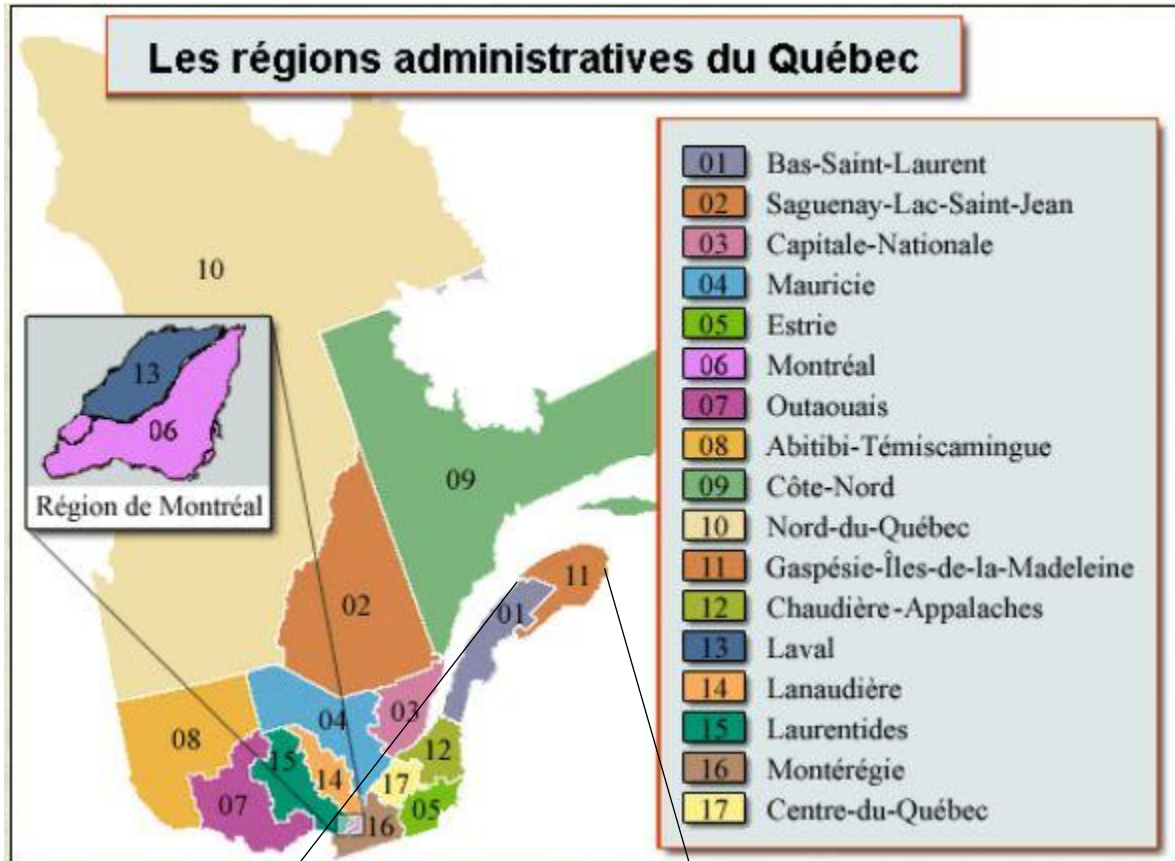 Les régions administratives du Québec
01 Bas-Saint-Laurent
02 Saguenay-Lac-Saint-Jean
03 Capitale-Nationale
04 Mauricie
05 Estrie
06 Montréal
07 Outaouais
08 Abitibi-Témiscamingue
09 Côte-Nord
10 Nord-du-Québec
11 Gaspésie-Îles-de-la-Madeleine
12 Chaudière-Appalaches
13 Laval
14 Lanaudière
15 Laurentides
16 Montérégie
17 Centre-du-Québec
10
13
06
Région de Montréal
09
11
01
02
03
04
08
12
15
14
17
07
05
16